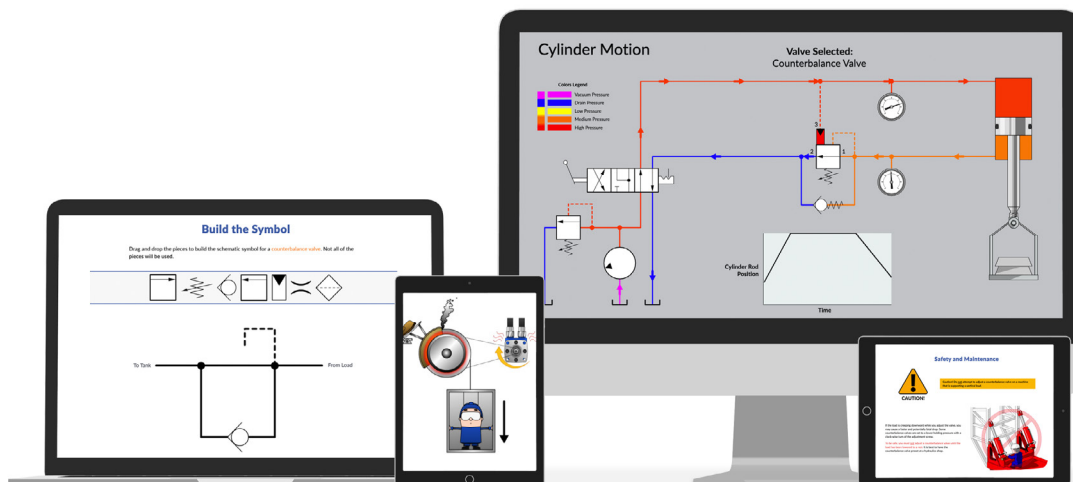 Cylinder Motion
Valve Selected:
Counterbalance Valve
Colors Legend
Vacuum Pressure
Drain Pressure
Low Pressure
Medium Pressure
High Pressure
3
2
1
Cylinder Rod
Position
Time
Build the Symbol
Drag and drop the pieces to build the schematic symbol for a counterbalance valve. Not all of the
pieces will be used.
To Tank
From Load
Safety and Maintenance
CAUTION!